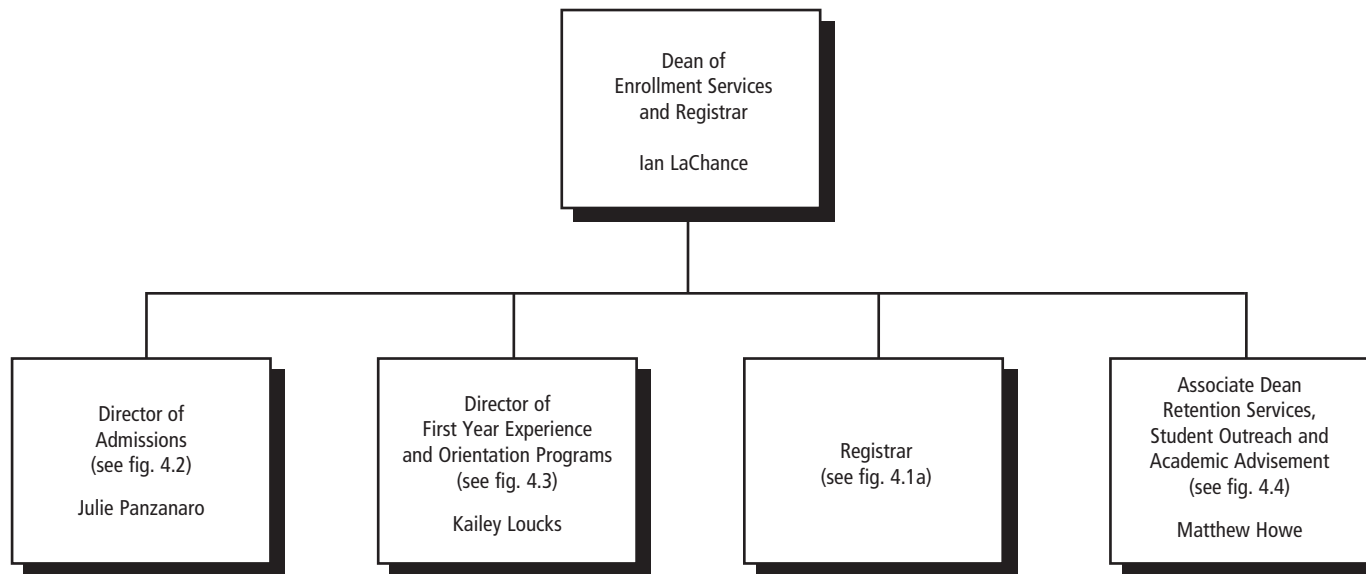 Dean of
Enrollment Services
and Registrar
Ian LaChance
Director of
Admissions
(see fig. 4.2)
Julie Panzanaro
Director of
First Year Experience
and Orientation Programs
(see fig. 4.3)
Kailey Loucks
Registrar
(see fig. 4.1a)
Associate Dean
Retention Services,
Student Outreach and
Academic Advisement
(see fig. 4.4)
Matthew Howe